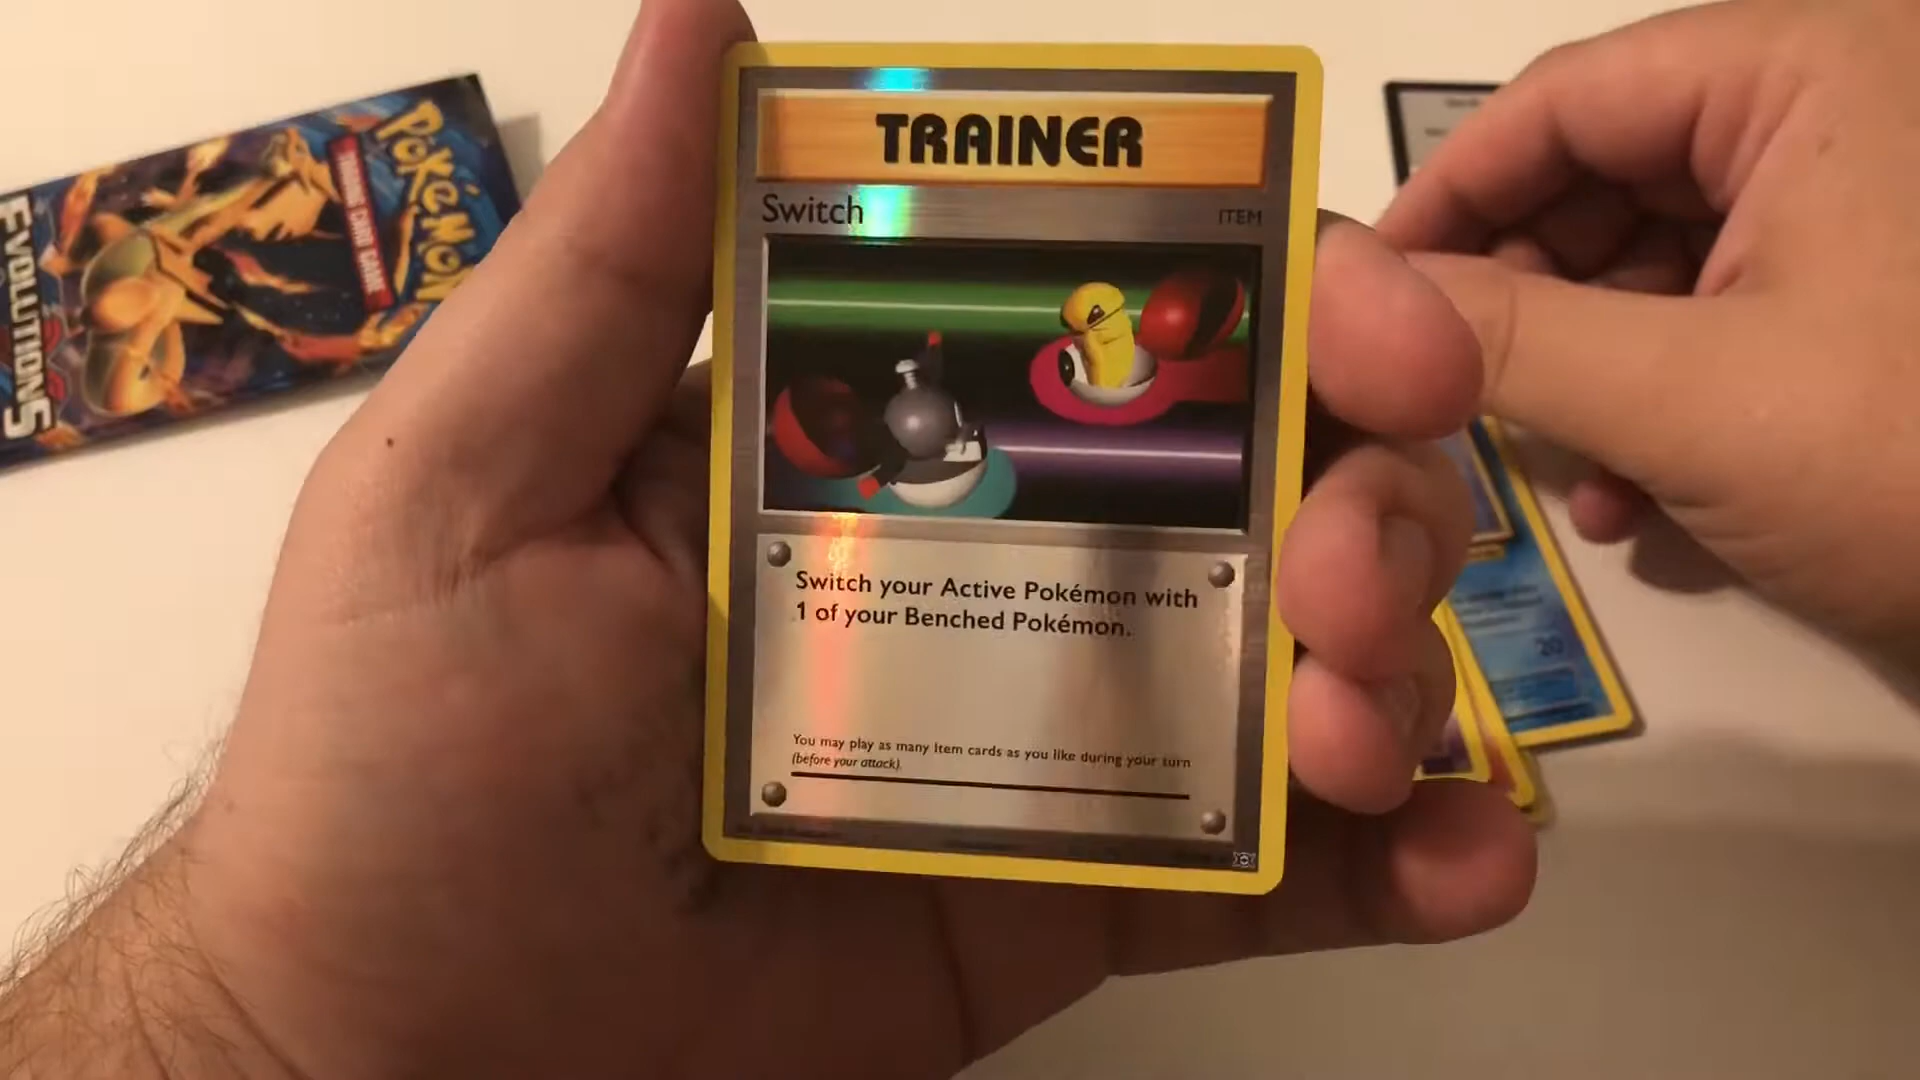 POKÉMON
TRADING CARD GAME
EVOLUTIONS
TRAINER
Switch
ITEM
Switch your Active Pokémon with
1 of your Benched Pokémon.
You may play as many Item cards as you like during your turn
(before your attack).
20